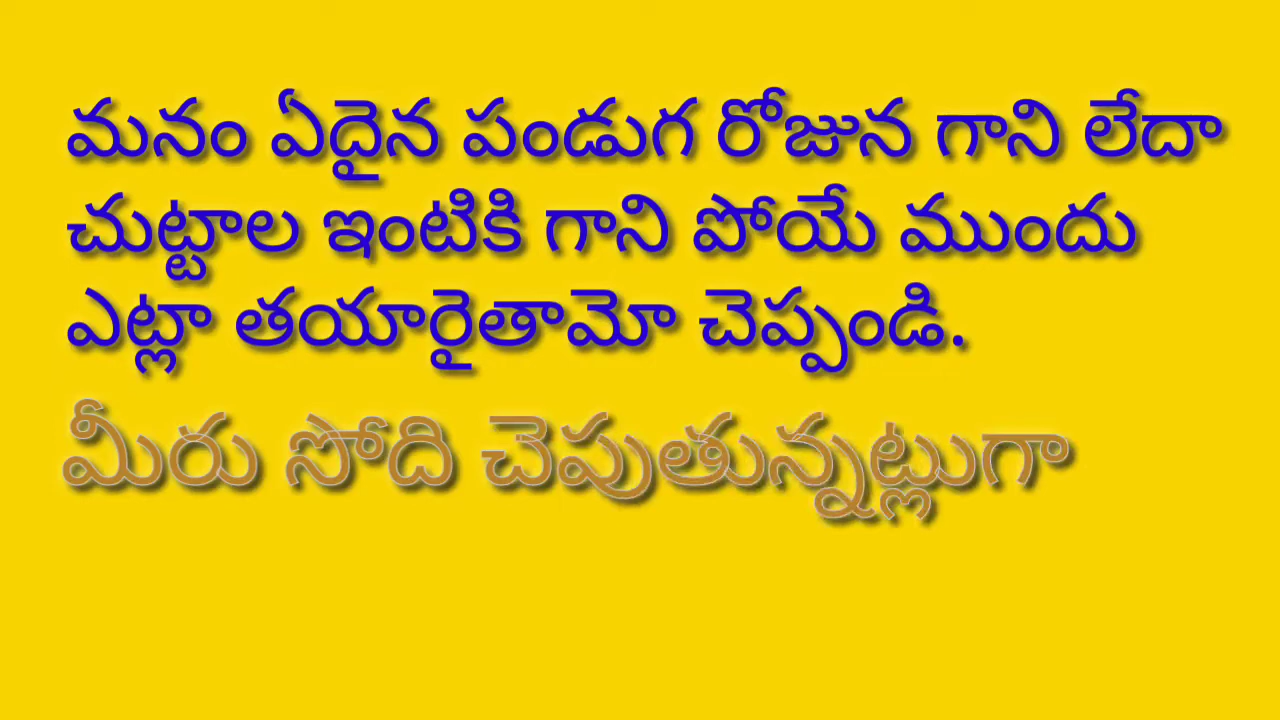 మనం ఏదైన పండుగ రోజున గాని లేదా
చుట్టాల ఇంటికి గాని పోయే ముందు
ఎట్లా తయారైతామో చెప్పండి.
మీరు సోది చెపుతున్నట్లుగా